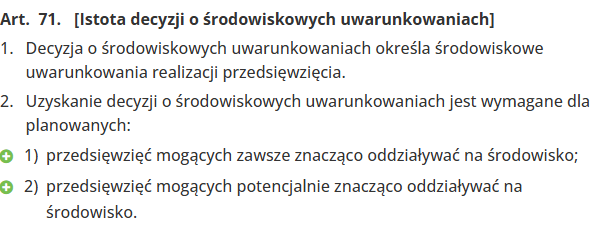 Art. 71. [Istota decyzji o środowiskowych uwarunkowaniach]
1. Decyzja o środowiskowych uwarunkowaniach określa środowiskowe
uwarunkowania realizacji przedsięwzięcia.
2. Uzyskanie decyzji o środowiskowych uwarunkowaniach jest wymagane dla
planowanych:
1) przedsięwzięć mogących zawsze znacząco oddziaływać na środowisko;
2) przedsięwzięć mogących potencjalnie znacząco oddziaływać na
środowisko.